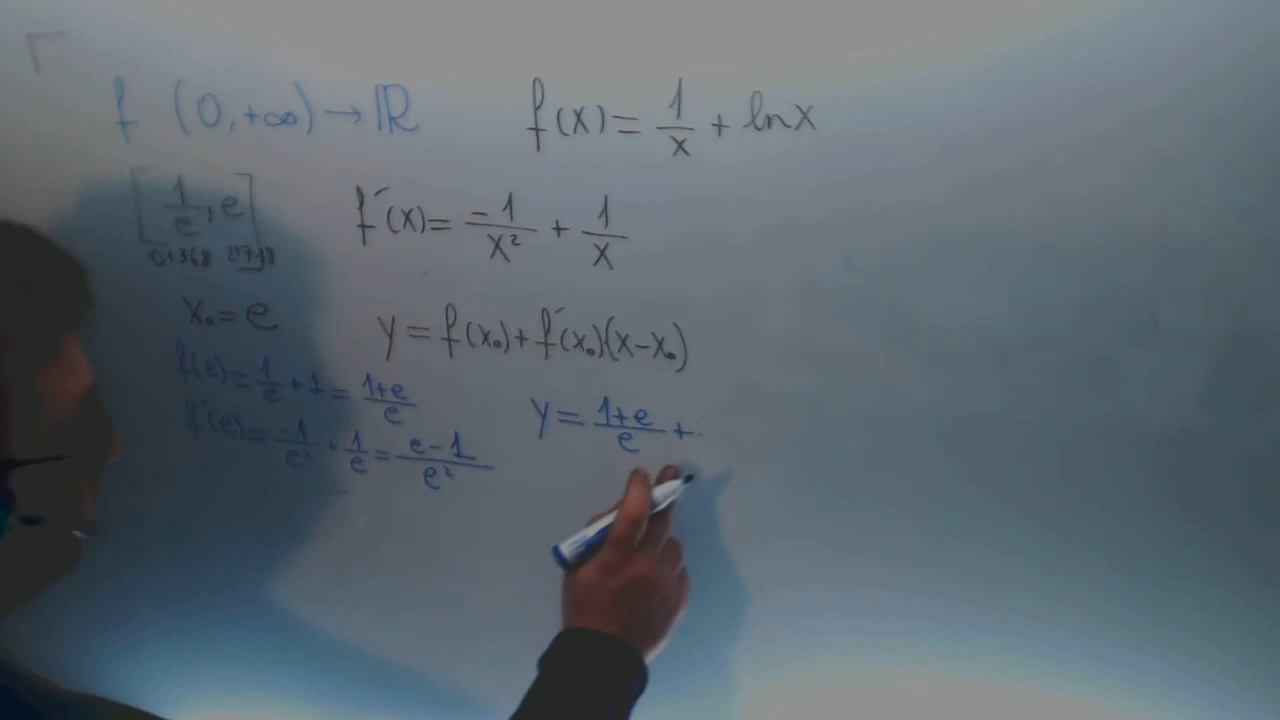 f (0,+∞)→ℝ f(x)= 1/x + lnx
[1/e, e] f´(x)= -1/x² + 1/x
0,368 2,718
x₀=e y=f(x₀)+f´(x₀)(x-x₀)
f(e)=1/e+1=(1+e)/e y=(1+e)/e+
f´(e)=-1/e²+1/e=(e-1)/e²